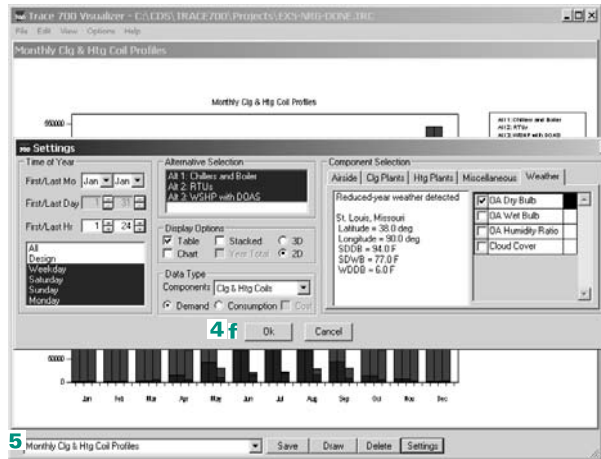 Trace 700 Visualizer - C:\CDS\TRACE700\Projects\EX5-NRG-DONE.TRC
File Edit View Options Help
Monthly Clg & Htg Coil Profiles
Monthly Clg & Htg Coil Profiles
Alt 1: Chillers and Boiler
Alt 2: RTUs
Alt 3: WSHP with DOAS
Settings
Time of Year
First/Last Mo Jan Jan
First/Last Day 1 31
First/Last Hr 1 24
All
Design
Weekday
Saturday
Sunday
Monday
Alternative Selection
Alt 1: Chillers and Boiler
Alt 2: RTUs
Alt 3: WSHP with DOAS
Display Options
Table Stacked 3D
Chart Year Total 2D
Data Type
Components Clg & Htg Coils
Demand Consumption Cost
Component Selection
Airside Clg Plants Htg Plants Miscellaneous Weather
Reduced-year weather detected
St. Louis, Missouri
Latitude = 38.0 deg
Longitude = 90.0 deg
SDDB = 94.0 F
SDWB = 77.0 F
WDDB = 6.0 F
OA Dry Bulb
OA Wet Bulb
OA Humidity Ratio
Cloud Cover
4 f Ok Cancel
0
Jan Feb Mar Apr May Jun Jul Aug Sep Oct Nov Dec
5 Monthly Clg & Htg Coil Profiles Save Draw Delete Settings